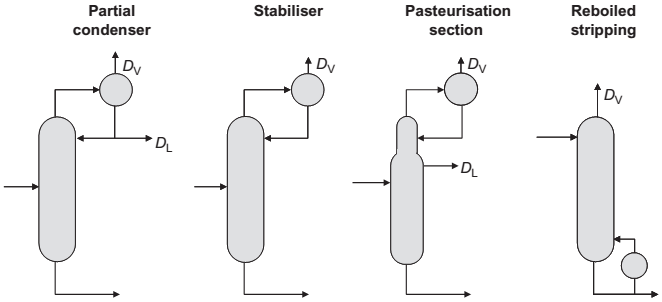 Partial
condenser
Stabiliser
Pasteurisation
section
Reboiled
stripping
DV
DV
DV
DV
DL
DL